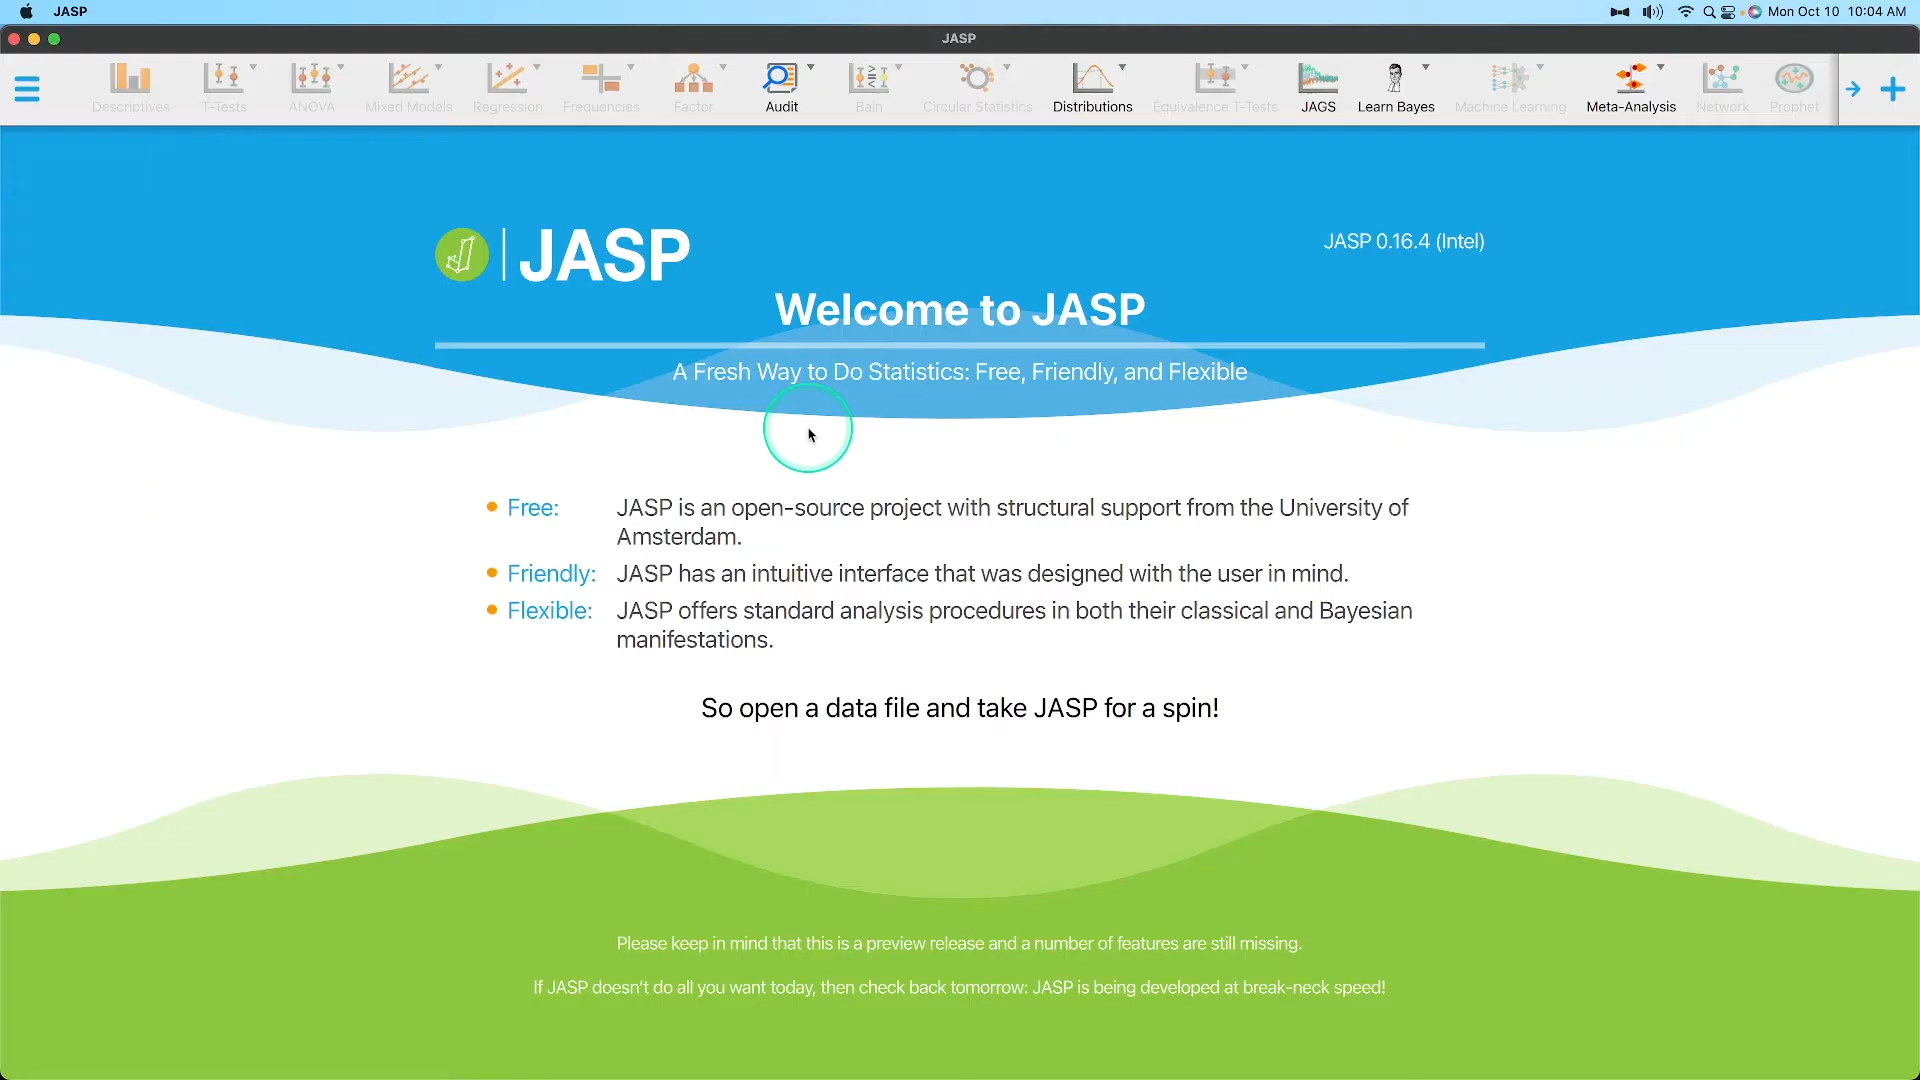 JASP
Mon Oct 10 10:04 AM
JASP
Descriptives
T-Tests
ANOVA
Mixed Models
Regression
Frequencies
Factor
Audit
Bain
Circular Statistics
Distributions
Equivalence T-Tests
JAGS
Learn Bayes
Machine Learning
Meta-Analysis
Network
Prophet
JASP
JASP 0.16.4 (Intel)
Welcome to JASP
A Fresh Way to Do Statistics: Free, Friendly, and Flexible
Free: JASP is an open-source project with structural support from the University of
Amsterdam.
Friendly: JASP has an intuitive interface that was designed with the user in mind.
Flexible: JASP offers standard analysis procedures in both their classical and Bayesian
manifestations.
So open a data file and take JASP for a spin!
Please keep in mind that this is a preview release and a number of features are still missing.
If JASP doesn't do all you want today, then check back tomorrow: JASP is being developed at break-neck speed!